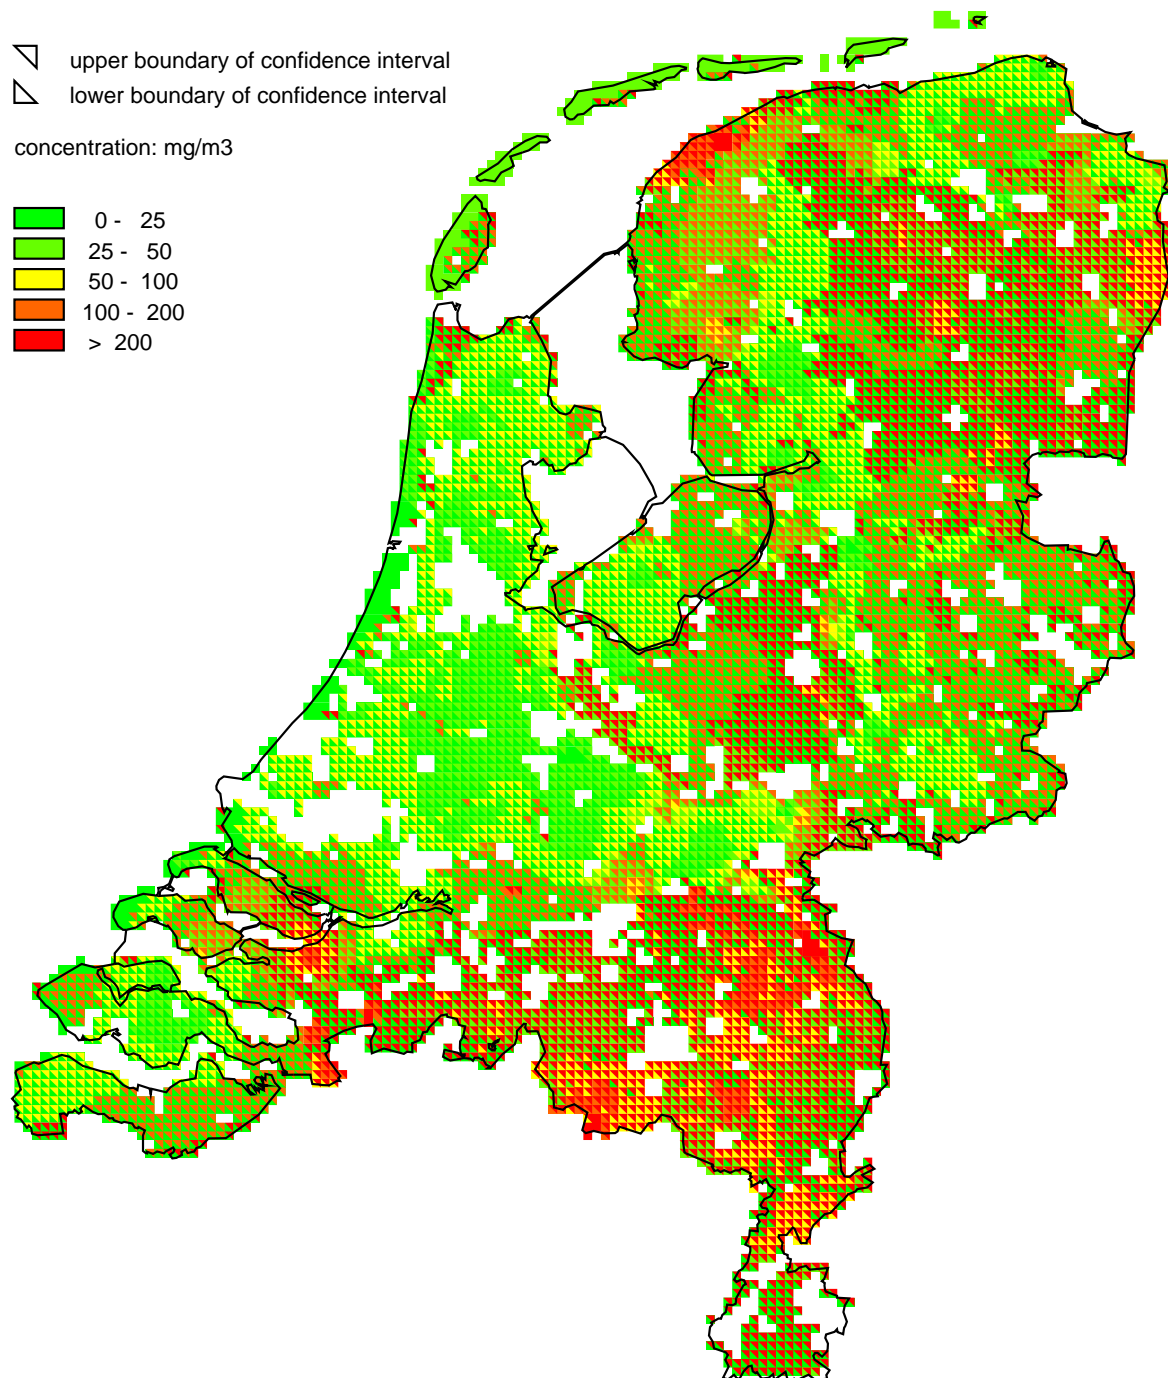 upper boundary of confidence interval
lower boundary of confidence interval
concentration: mg/m3
0 - 25
25 - 50
50 - 100
100 - 200
> 200